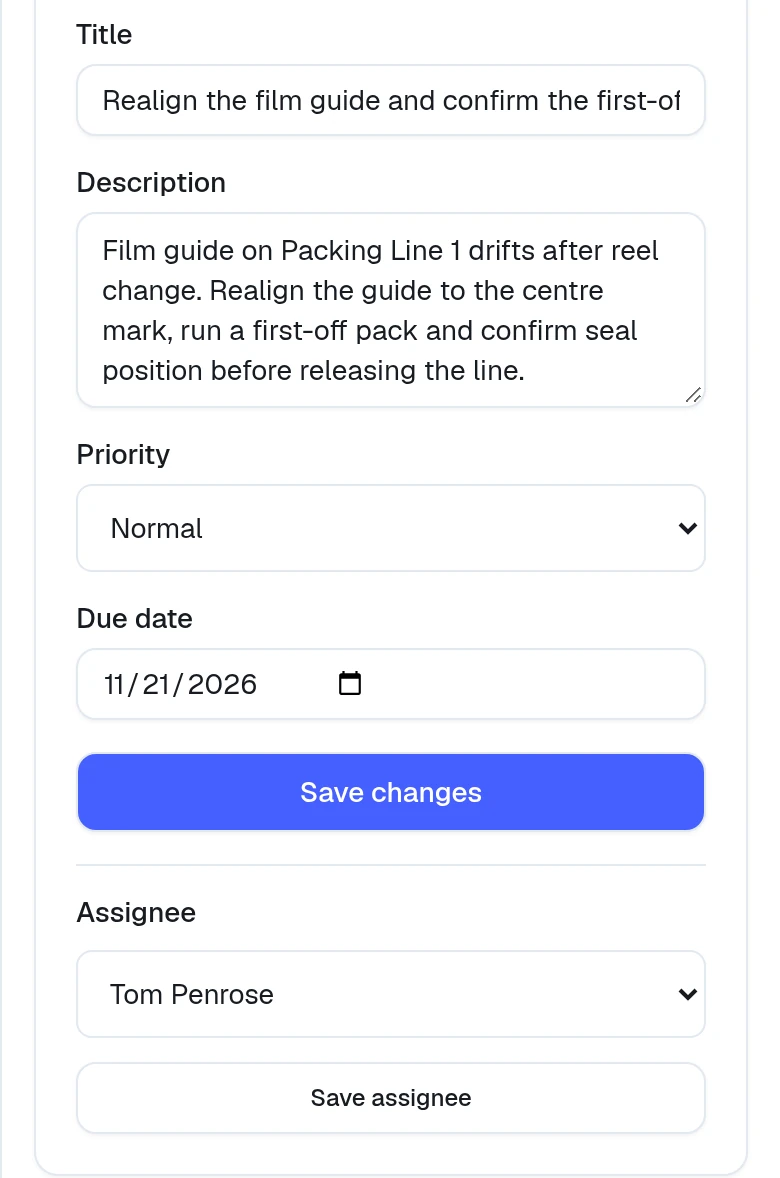 Title
Realign the film guide and confirm the first-of
Description
Film guide on Packing Line 1 drifts after reel
change. Realign the guide to the centre
mark, run a first-off pack and confirm seal
position before releasing the line.
Priority
Normal
Due date
11/21/2026
Save changes
Assignee
Tom Penrose
Save assignee